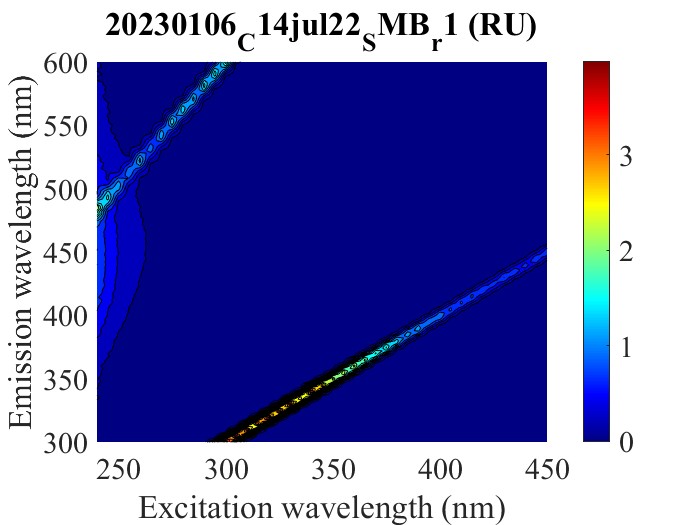 20230106_C14jul22_SMB_r1 (RU)
Emission wavelength (nm)
600
550
500
450
400
350
300
250 300 350 400 450
Excitation wavelength (nm)
3
2
1
0